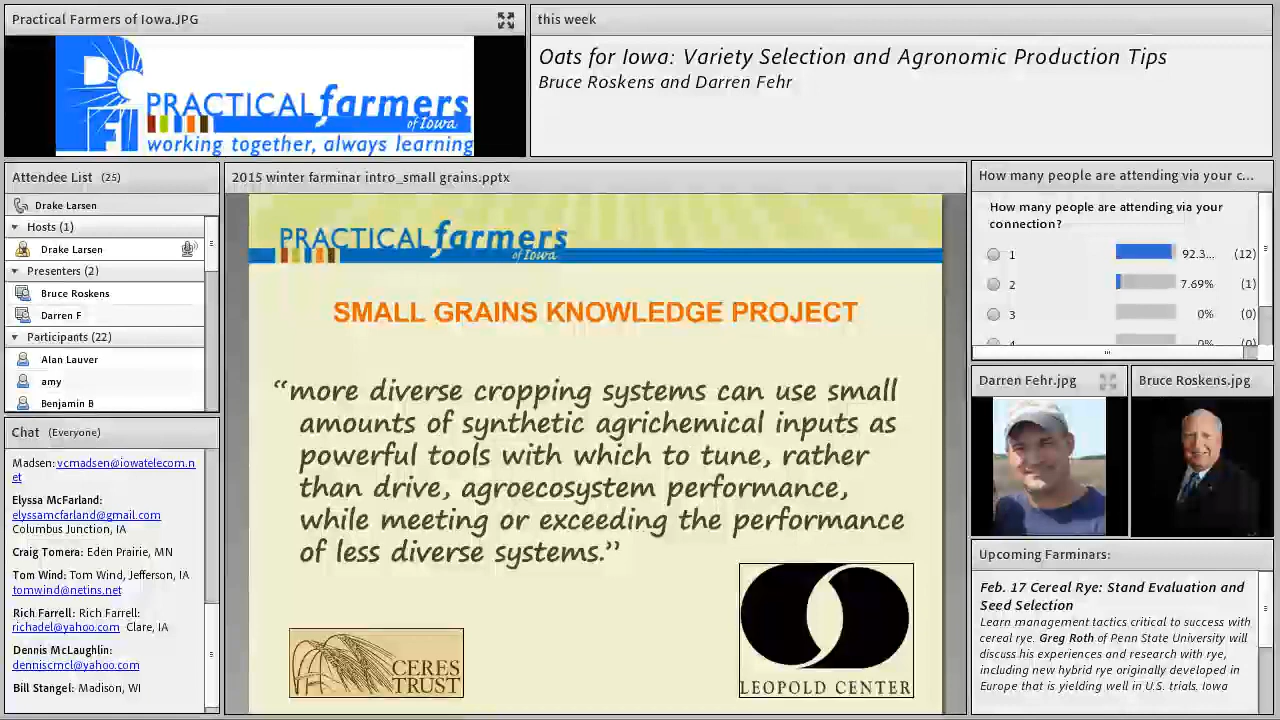 Practical Farmers of Iowa.JPG
PFI
PRACTICAL farmers
of Iowa
working together, always learning
this week
Oats for Iowa: Variety Selection and Agronomic Production Tips
Bruce Roskens and Darren Fehr
Attendee List (25)
Drake Larsen
Hosts (1)
Drake Larsen
Presenters (2)
Bruce Roskens
Darren F
Participants (22)
Alan Lauver
amy
Benjamin B
Chat (Everyone)
Madsen: vcmadsen@iowatelecom.n
et
Elyssa McFarland:
elyssamcfarland@gmail.com
Columbus Junction, IA
Craig Tomera: Eden Prairie, MN
Tom Wind: Tom Wind, Jefferson, IA
tomwind@netins.net
Rich Farrell: Rich Farrell:
richadel@yahoo.com Clare, IA
Dennis McLaughlin:
denniscmcl@yahoo.com
Bill Stangel: Madison, WI
2015 winter farminar intro_small grains.pptx
PRACTICAL farmers
of Iowa
SMALL GRAINS KNOWLEDGE PROJECT
“more diverse cropping systems can use small
amounts of synthetic agrichemical inputs as
powerful tools with which to tune, rather
than drive, agroecosystem performance,
while meeting or exceeding the performance
of less diverse systems.”
CERES
TRUST
LEOPOLD CENTER
How many people are attending via your c...
How many people are attending via your
connection?
1 92.3... (12)
2 7.69% (1)
3 0% (0)
4 0% (0)
Darren Fehr.jpg
Bruce Roskens.jpg
Upcoming Farminars:
Feb. 17 Cereal Rye: Stand Evaluation and
Seed Selection
Learn management tactics critical to success with
cereal rye. Greg Roth of Penn State University will
discuss his experiences and research with rye,
including new hybrid rye originally developed in
Europe that is yielding well in U.S. trials. Iowa